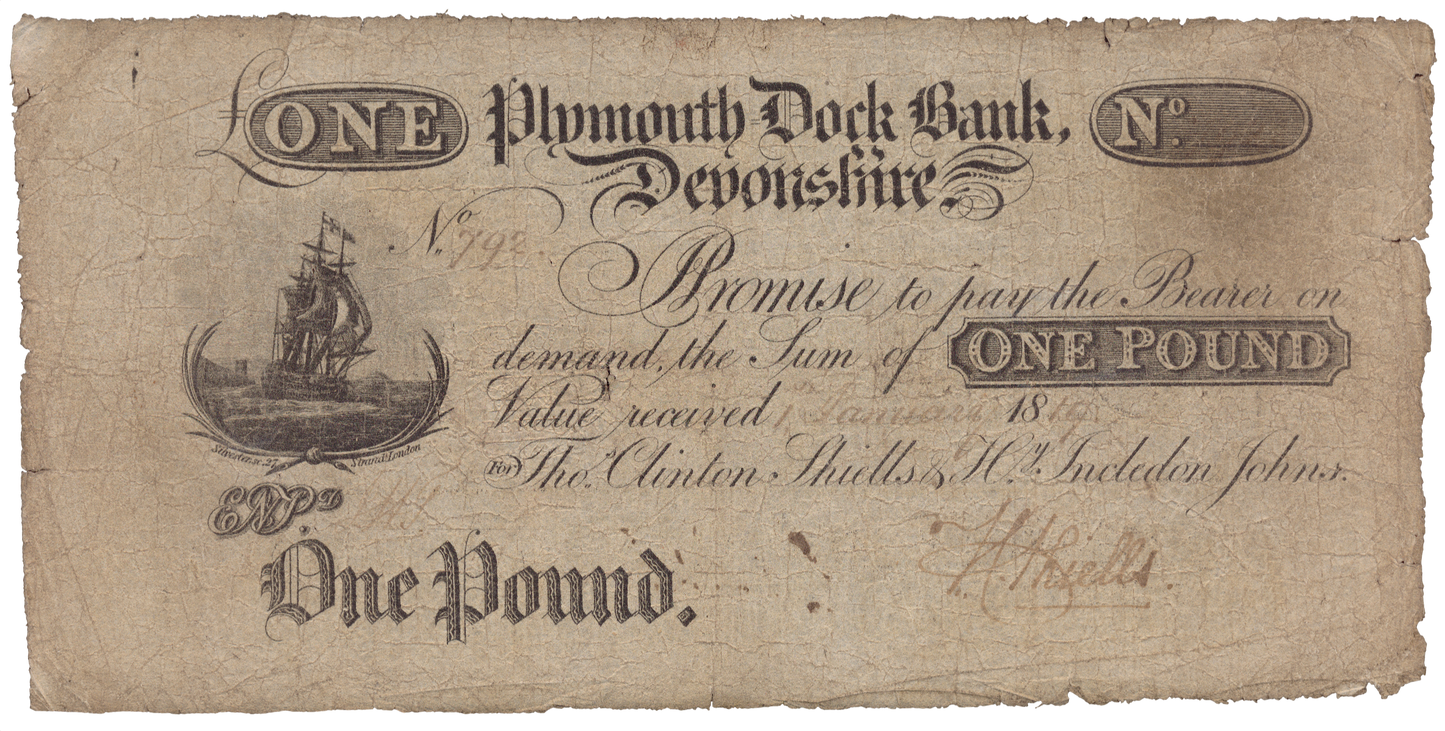 £ONE Plymouth Dock Bank, Nº.
Devonshire.
Nº. 792
I Promise to pay the Bearer on
demand, the Sum of ONE POUND
Value received 1 January 1819
For Thoˢ. Clinton Shiells & Hʸ. Incledon Johns.
Silvester sc. 27 Strand London
ENTᴰ
One Pound.
T. C. Shiells.